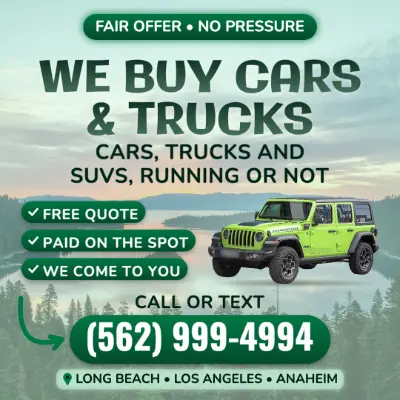 FAIR OFFER • NO PRESSURE
WE BUY CARS
& TRUCKS
CARS, TRUCKS AND
SUVS, RUNNING OR NOT
FREE QUOTE
PAID ON THE SPOT
WE COME TO YOU
CALL OR TEXT
(562) 999-4994
LONG BEACH • LOS ANGELES • ANAHEIM